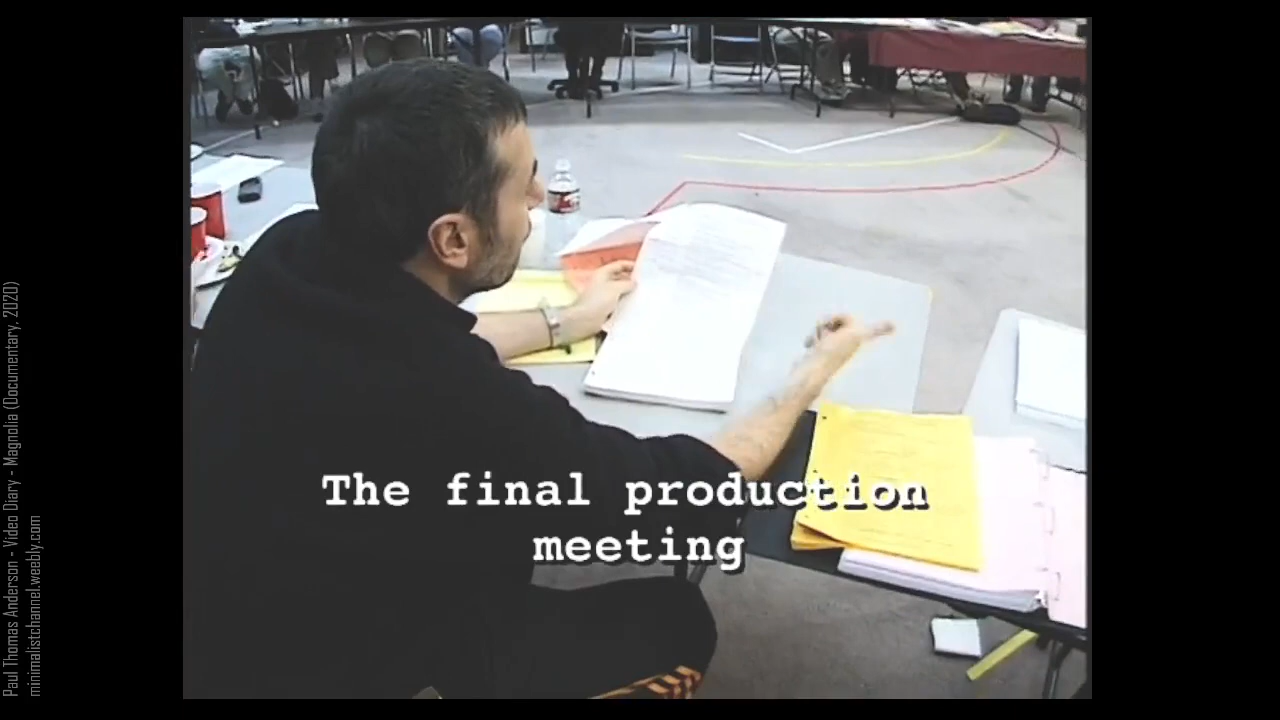 The final production
meeting
Paul Thomas Anderson - Video Diary - Magnolia (Documentary, 2020)
minimalistchannel.weebly.com